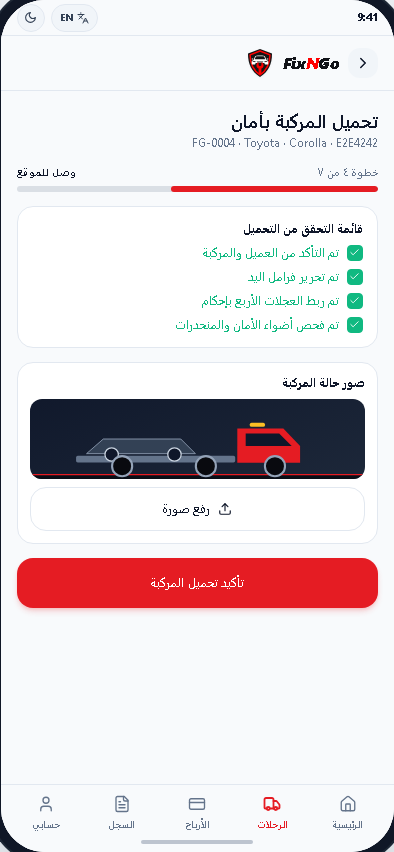 9:41
EN
FixNGo
تحميل المركبة بأمان
FG-0004 · Toyota · Corolla · E2E4242
خطوة ٤ من ٧
وصل للموقع
قائمة التحقق من التحميل
تم التأكد من العميل والمركبة
تم تحرير فرامل اليد
تم ربط العجلات الأربع بإحكام
تم فحص أضواء الأمان والمنحدرات
صور حالة المركبة
رفع صورة
تأكيد تحميل المركبة
الرئيسية
الرحلات
الأرباح
السجل
حسابي